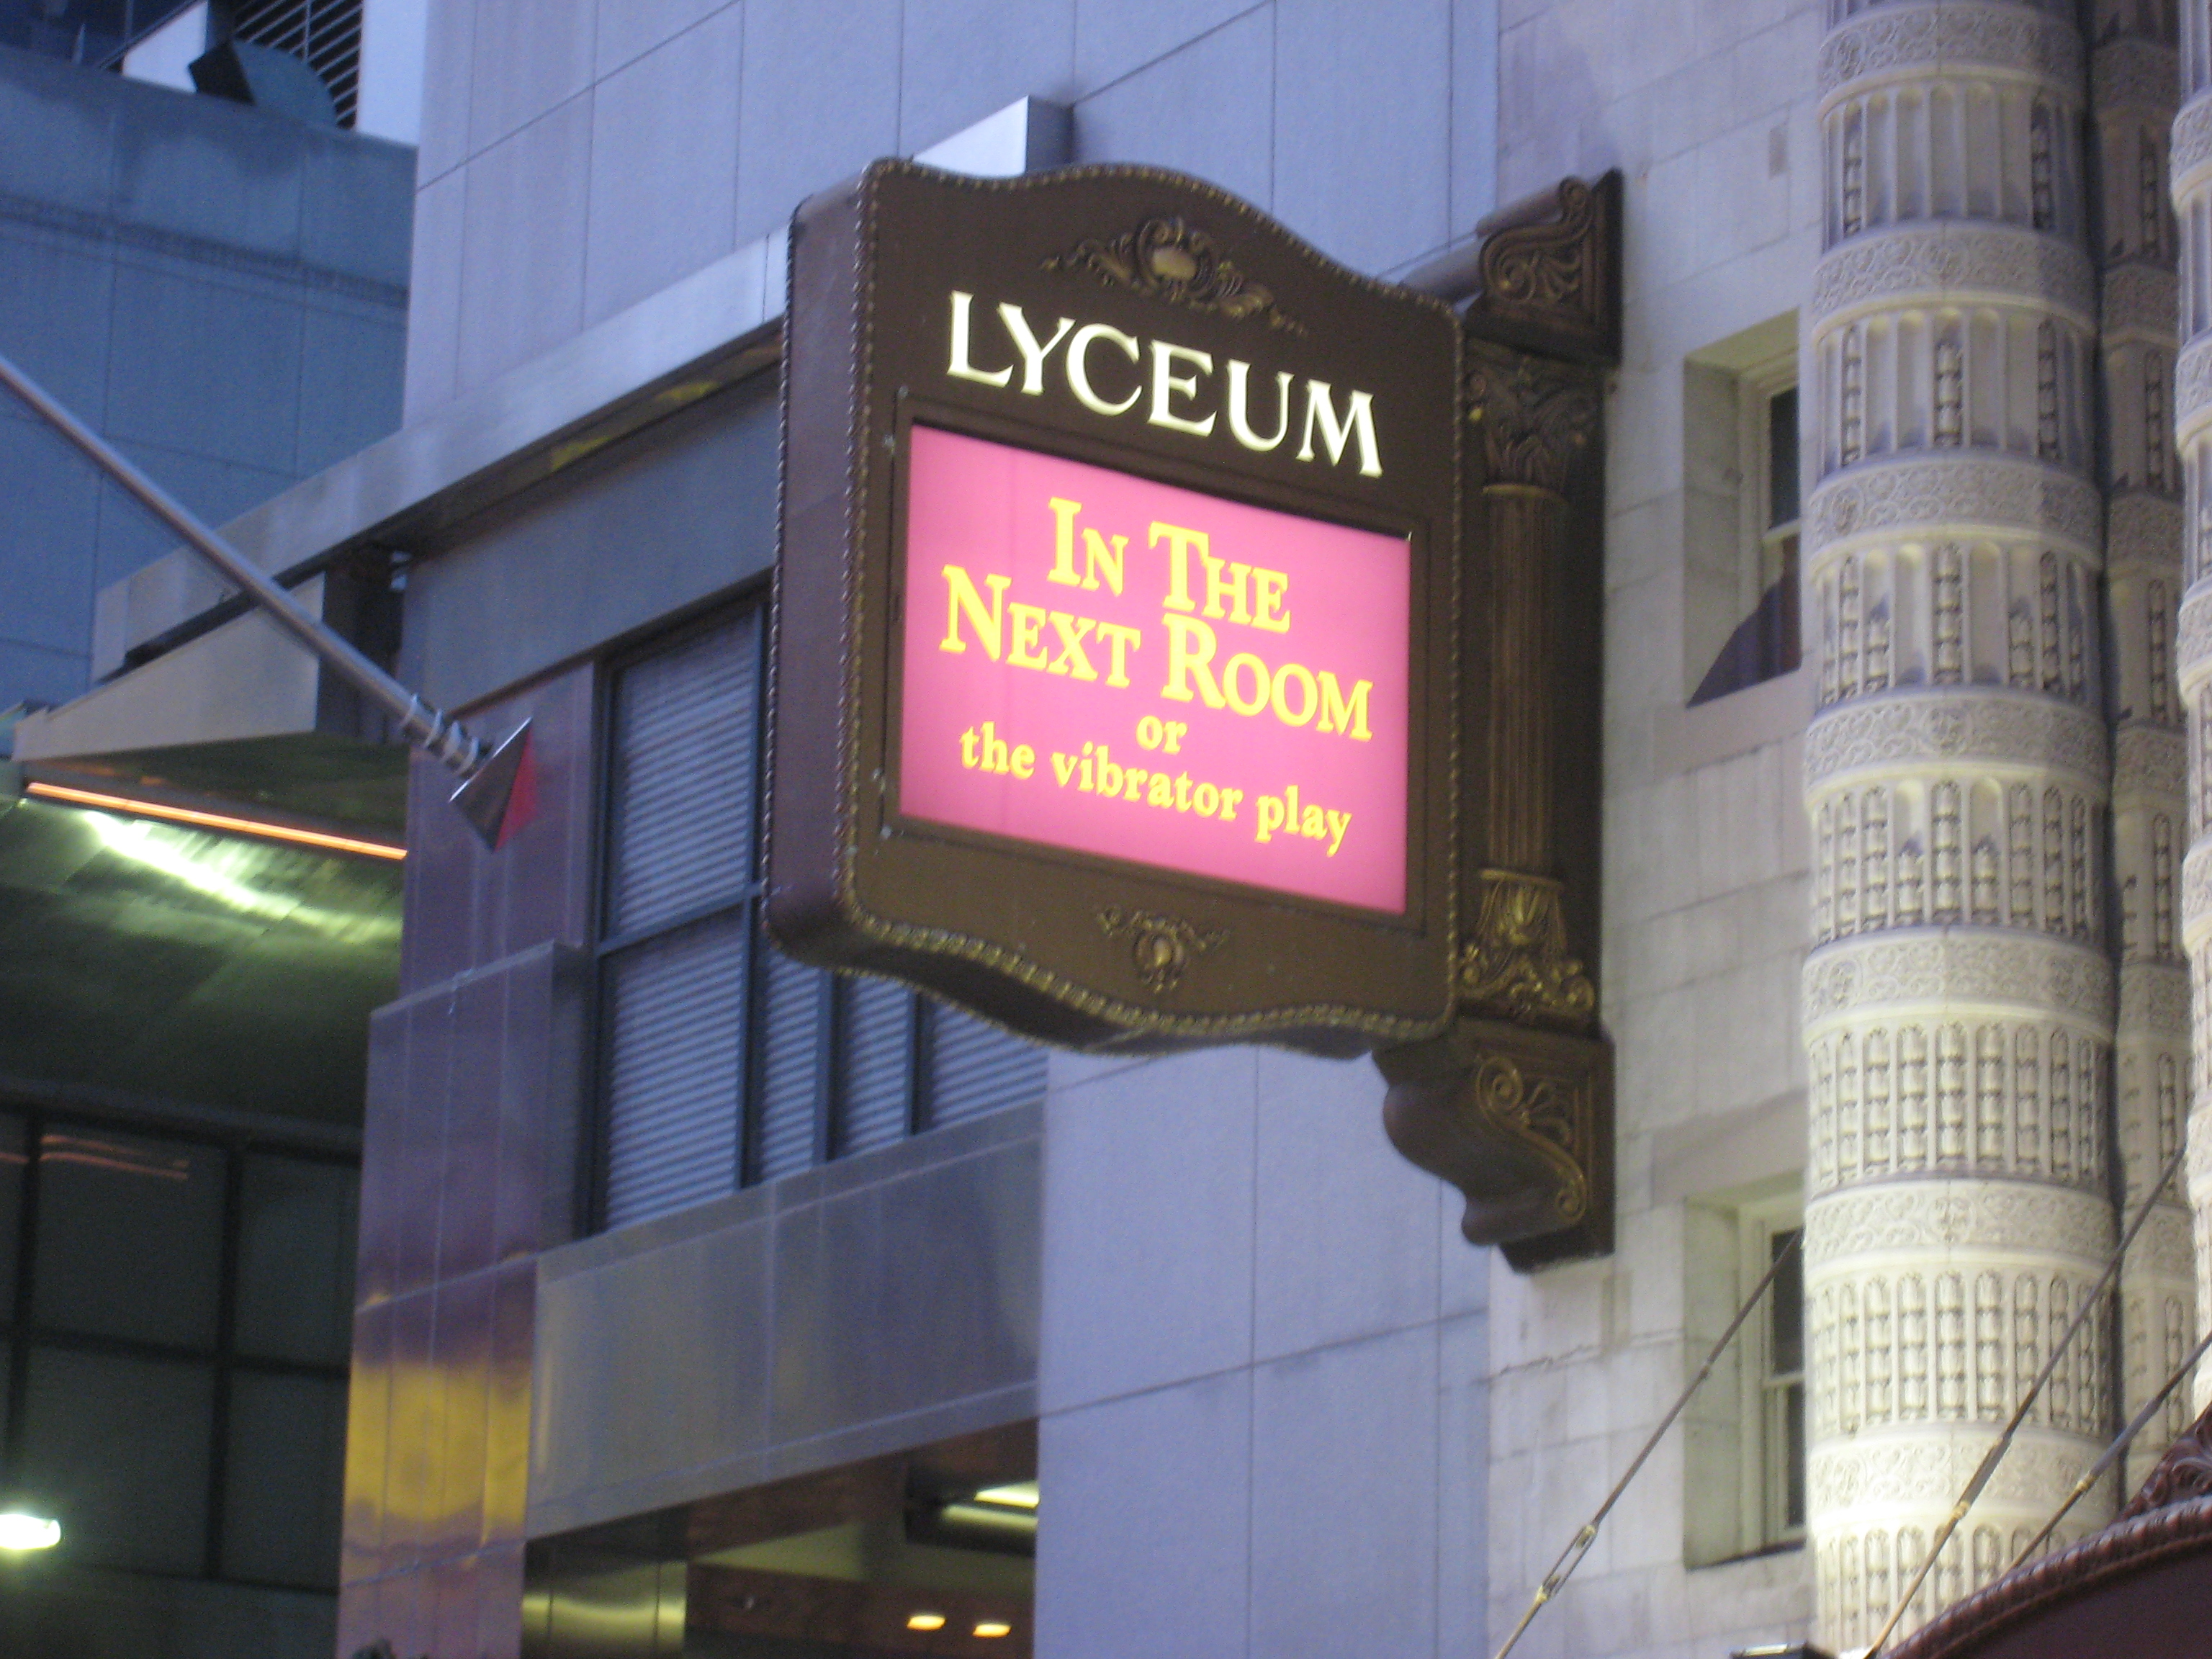 LYCEUM
IN THE
NEXT ROOM
or
the vibrator play